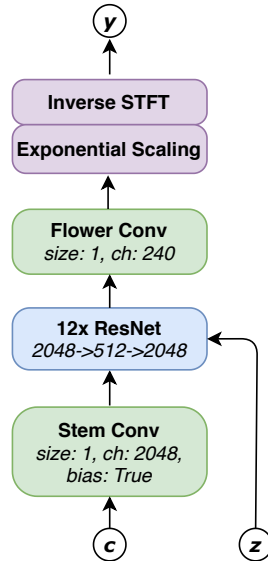 y
Inverse STFT
Exponential Scaling
Flower Conv
size: 1, ch: 240
12x ResNet
2048->512->2048
Stem Conv
size: 1, ch: 2048,
bias: True
c
z